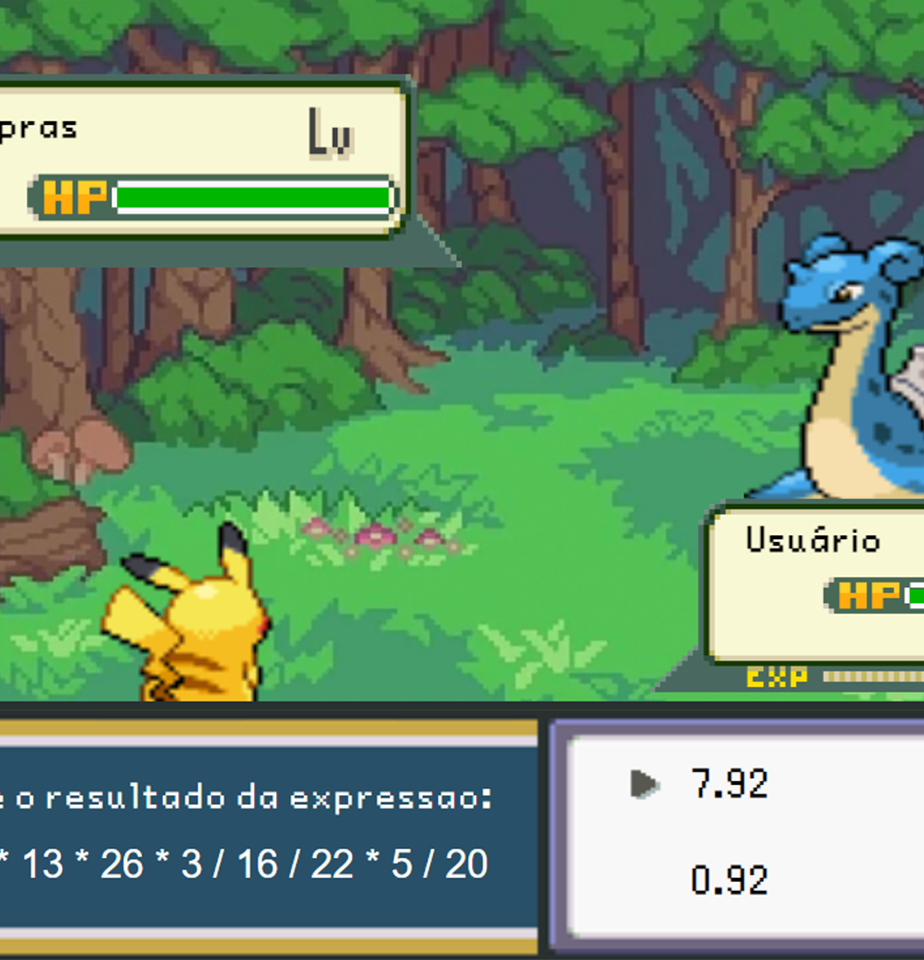 pras
Lv
HP
Usuário
HP
EXP
o resultado da expressao:
* 13 * 26 * 3 / 16 / 22 * 5 / 20
7.92
0.92